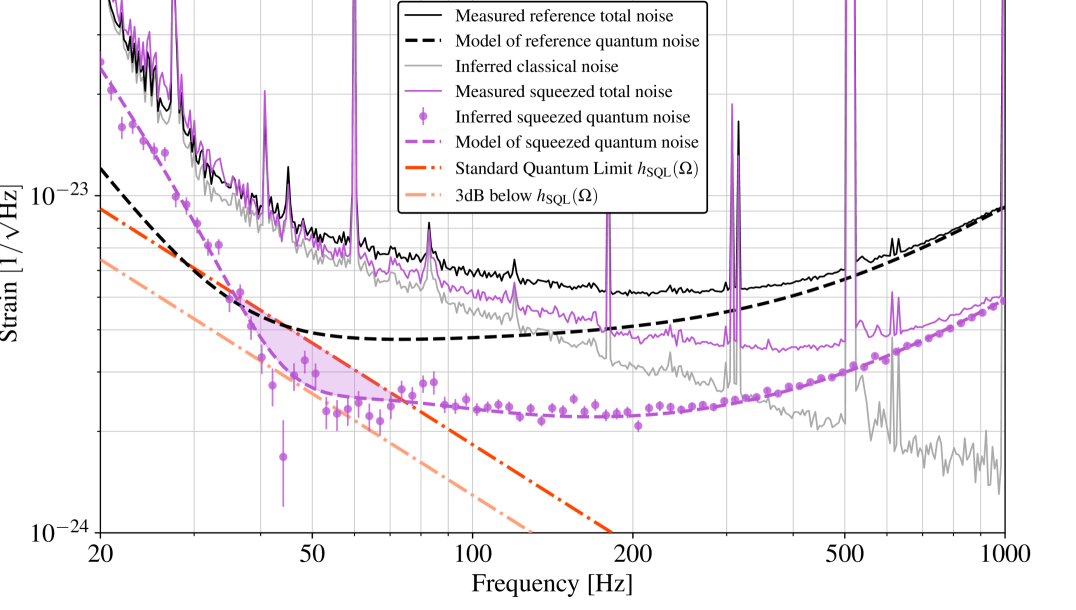 Measured reference total noise
Model of reference quantum noise
Inferred classical noise
Measured squeezed total noise
Inferred squeezed quantum noise
Model of squeezed quantum noise
Standard Quantum Limit h_SQL(Ω)
3dB below h_SQL(Ω)
Strain [1/√Hz]
10⁻²³
10⁻²⁴
20 50 100 200 500 1000
Frequency [Hz]